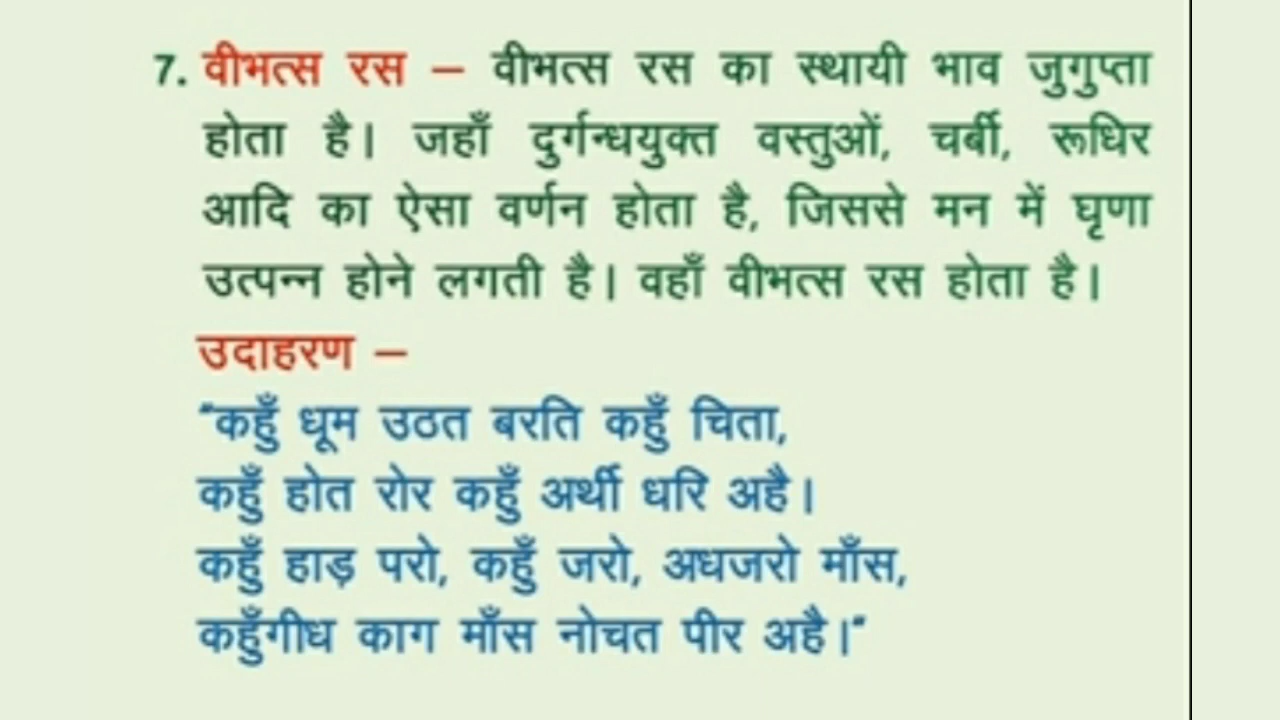 7. वीभत्स रस – वीभत्स रस का स्थायी भाव जुगुप्ता
होता है। जहाँ दुर्गन्धयुक्त वस्तुओं, चर्बी, रूधिर
आदि का ऐसा वर्णन होता है, जिससे मन में घृणा
उत्पन्न होने लगती है। वहाँ वीभत्स रस होता है।
उदाहरण –
"कहुँ धूम उठत बरति कहुँ चिता,
कहुँ होत रोर कहुँ अर्थी धरि अहै।
कहुँ हाड़ परो, कहुँ जरो, अधजरो माँस,
कहुँगीध काग माँस नोचत पीर अहै।"